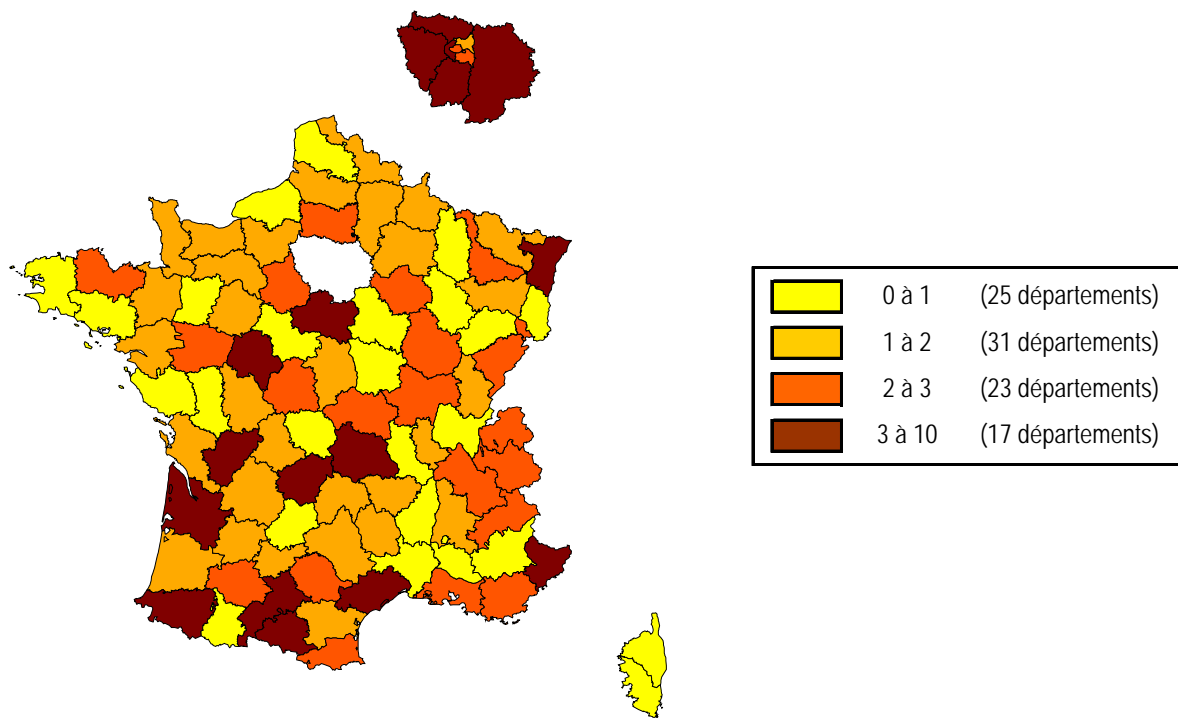 0 à 1 (25 départements)
1 à 2 (31 départements)
2 à 3 (23 départements)
3 à 10 (17 départements)